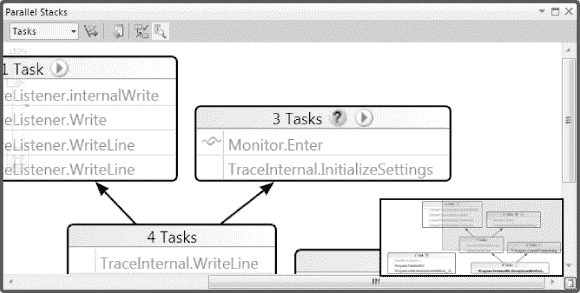 Parallel Stacks
Tasks
1 Task
eListener.internalWrite
eListener.Write
eListener.WriteLine
eListener.WriteLine
3 Tasks ?
Monitor.Enter
TraceInternal.InitializeSettings
4 Tasks
TraceInternal.WriteLine